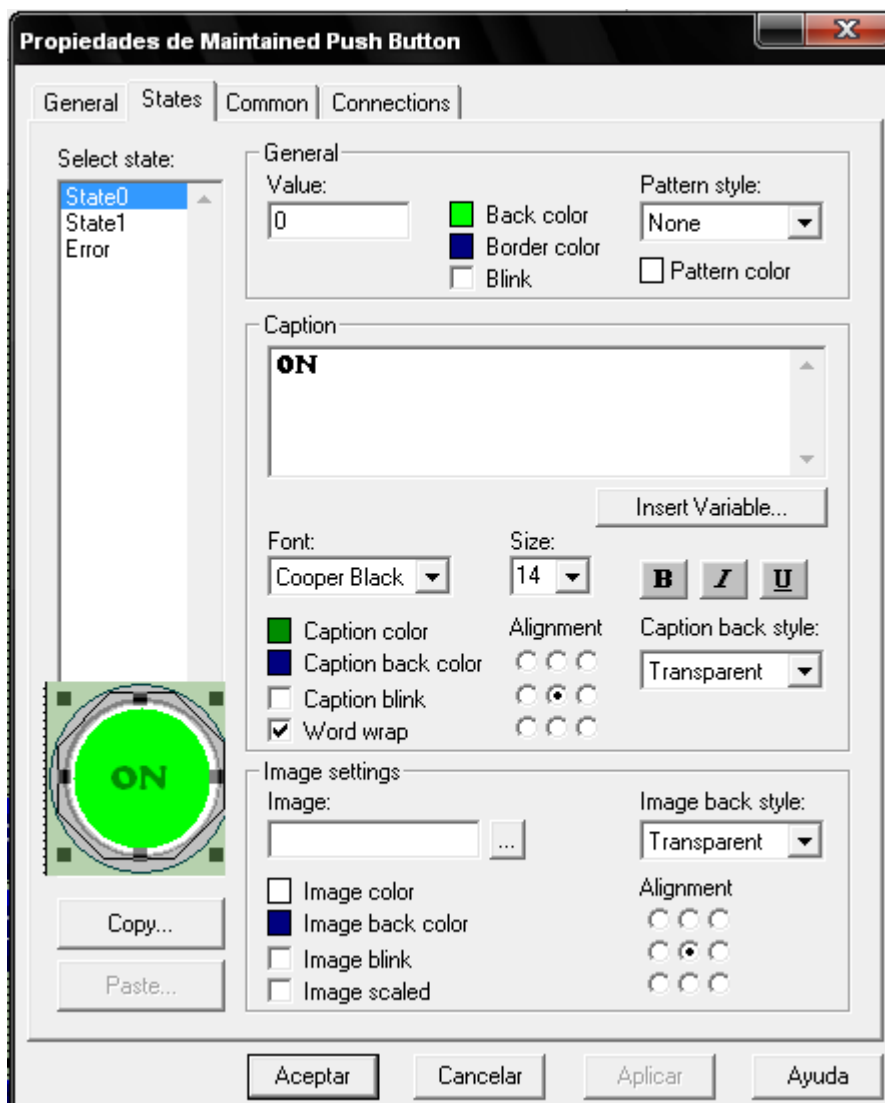 Propiedades de Maintained Push Button
General States Common Connections
Select state:
State0
State1
Error
General
Value:
0
Back color
Border color
Blink
Pattern style:
None
Pattern color
Caption
ON
Insert Variable...
Font:
Cooper Black
Size:
14
B I U
Caption color
Caption back color
Caption blink
Word wrap
Alignment
Caption back style:
Transparent
ON
Image settings
Image:
...
Image back style:
Transparent
Image color
Image back color
Image blink
Image scaled
Alignment
Copy...
Paste...
Aceptar Cancelar Aplicar Ayuda